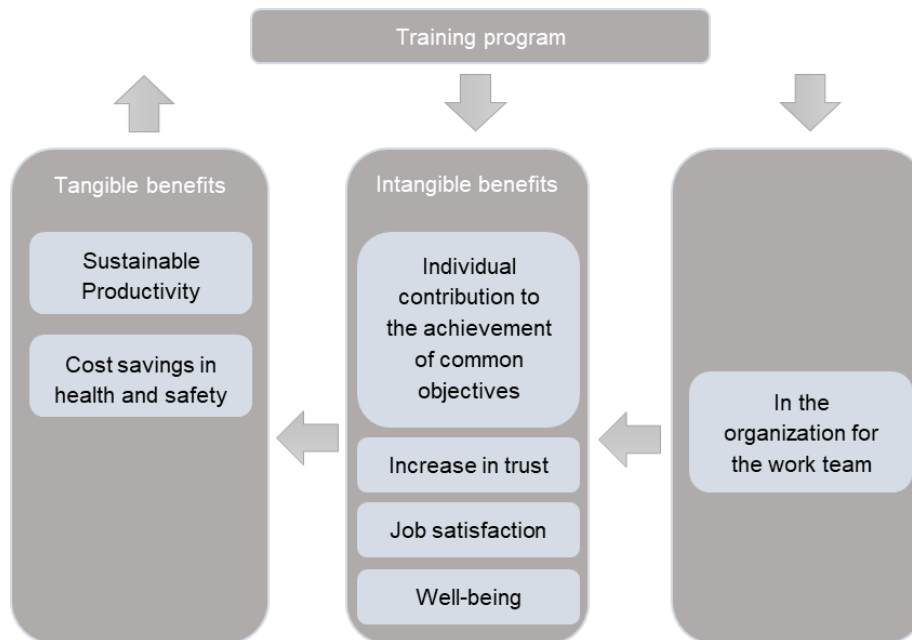 Training program
Tangible benefits
Sustainable
Productivity
Cost savings in
health and safety
Intangible benefits
Individual
contribution to
the achievement
of common
objectives
Increase in trust
Job satisfaction
Well-being
In the
organization for
the work team